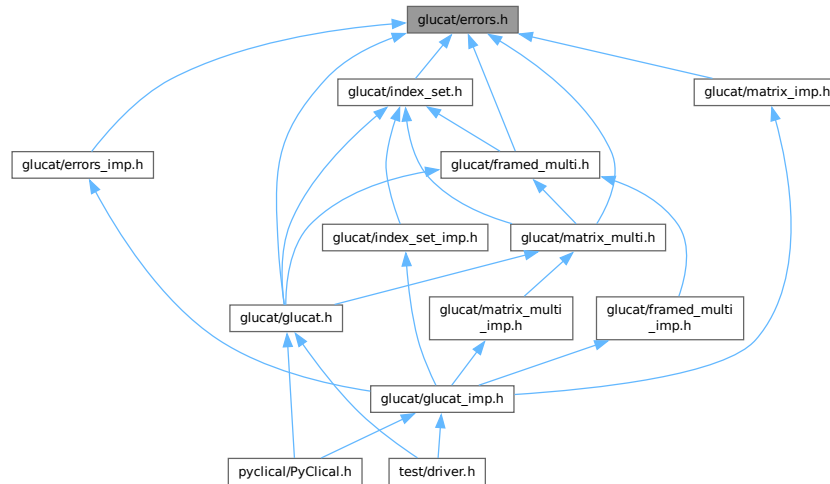 glucat/errors.h
glucat/index_set.h
glucat/matrix_imp.h
glucat/errors_imp.h
glucat/framed_multi.h
glucat/index_set_imp.h
glucat/matrix_multi.h
glucat/glucat.h
glucat/matrix_multi
_imp.h
glucat/framed_multi
_imp.h
glucat/glucat_imp.h
pyclical/PyClical.h
test/driver.h